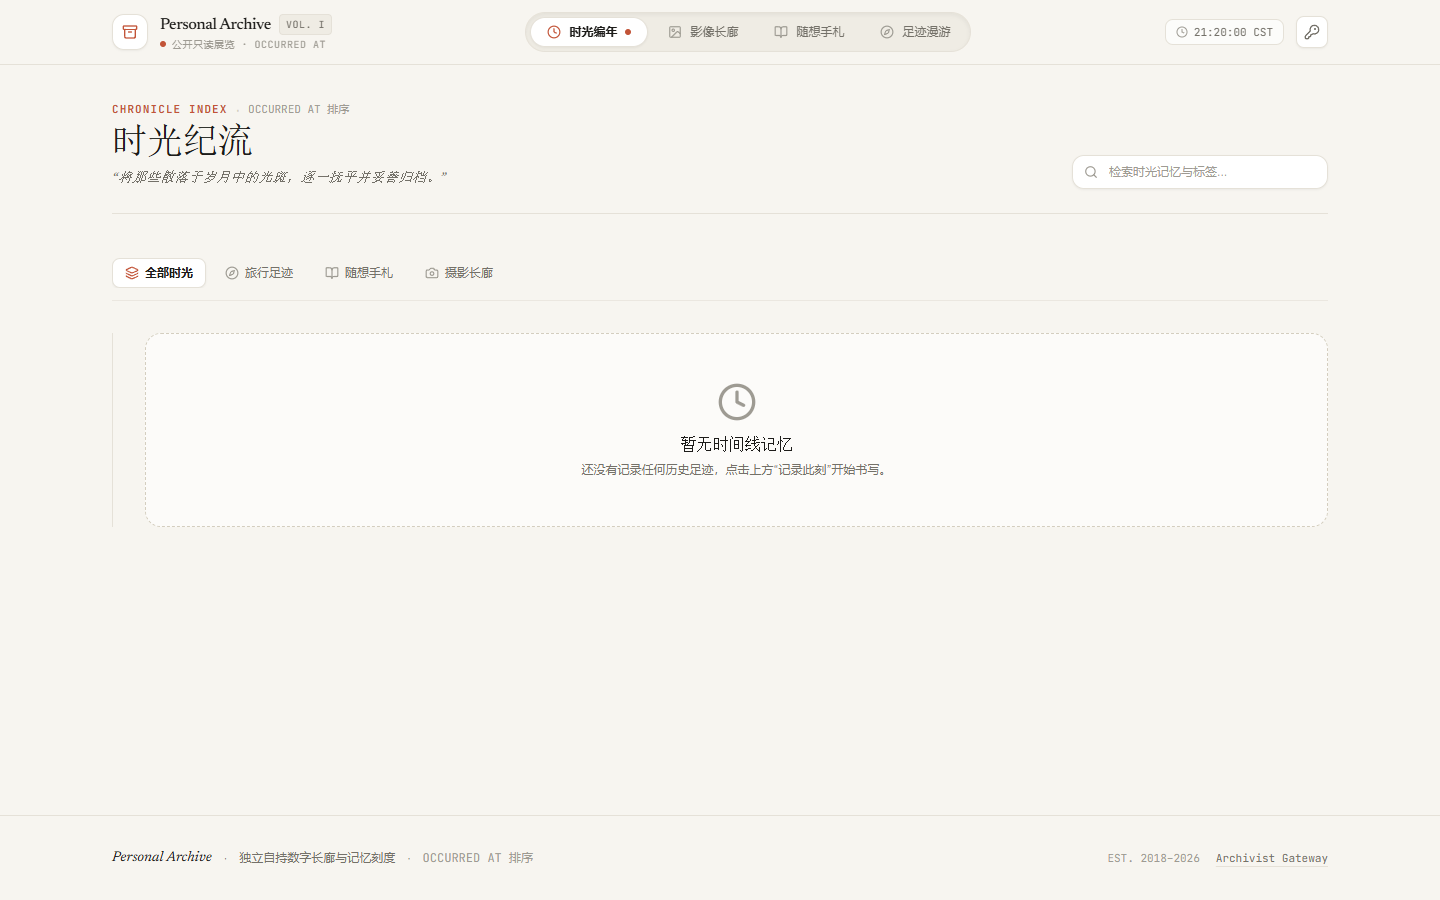 Personal Archive VOL. I
公开只读展览 · OCCURRED AT
时光编年
影像长廊
随想手札
足迹漫游
21:20:00 CST
CHRONICLE INDEX · OCCURRED AT 排序
时光纪流
“将那些散落于岁月中的光斑，逐一抚平并妥善归档。”
检索时光记忆与标签...
全部时光
旅行足迹
随想手札
摄影长廊
暂无时间线记忆
还没有记录任何历史足迹，点击上方“记录此刻”开始书写。
Personal Archive · 独立自持数字长廊与记忆刻度 · OCCURRED AT 排序
EST. 2018–2026 Archivist Gateway